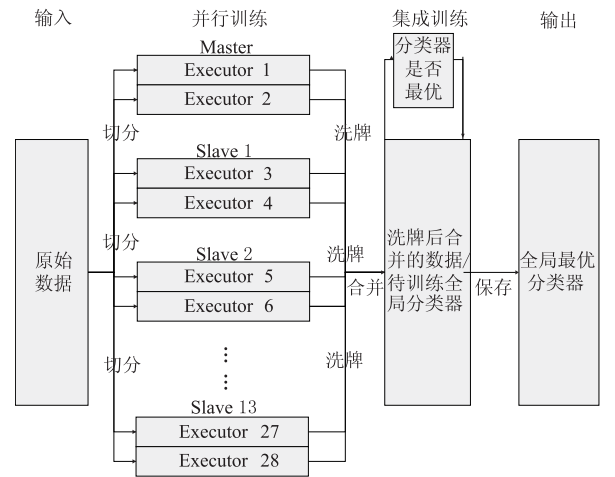 输入
并行训练
集成训练
输出
Master
Executor 1
Executor 2
分类器
是否
最优
切分
洗牌
Slave 1
Executor 3
Executor 4
切分
洗牌
Slave 2
Executor 5
Executor 6
原始
数据
合并
洗牌后合
并的数据/
待训练全
局分类器
保存
全局最优
分类器
切分
洗牌
⋮
⋮
Slave 13
Executor 27
Executor 28